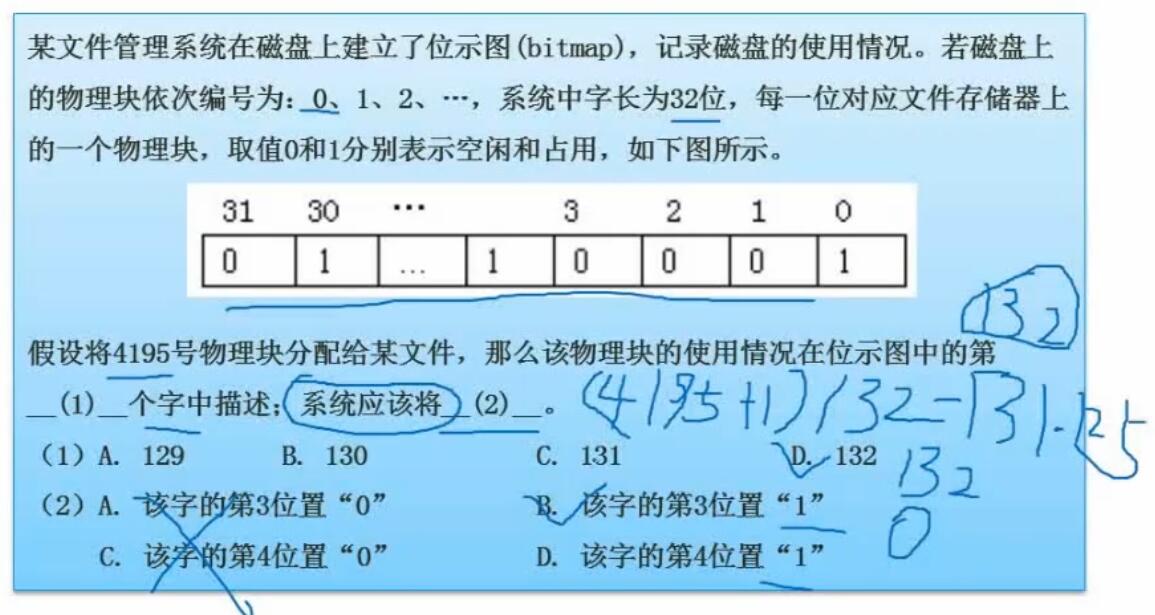 某文件管理系统在磁盘上建立了位示图(bitmap)，记录磁盘的使用情况。若磁盘上
的物理块依次编号为：0、1、2、…，系统中字长为32位，每一位对应文件存储器上
的一个物理块，取值0和1分别表示空闲和占用，如下图所示。
31 30 … 3 2 1 0
0 1 … 1 0 0 0 1
132
假设将4195号物理块分配给某文件，那么该物理块的使用情况在位示图中的第
__(1)__个字中描述；系统应该将__(2)__。
(4195+1)/32=131.125
（1）A. 129 B. 130 C. 131 D. 132
132
（2）A. 该字的第3位置“0” B. 该字的第3位置“1”
0
C. 该字的第4位置“0” D. 该字的第4位置“1”